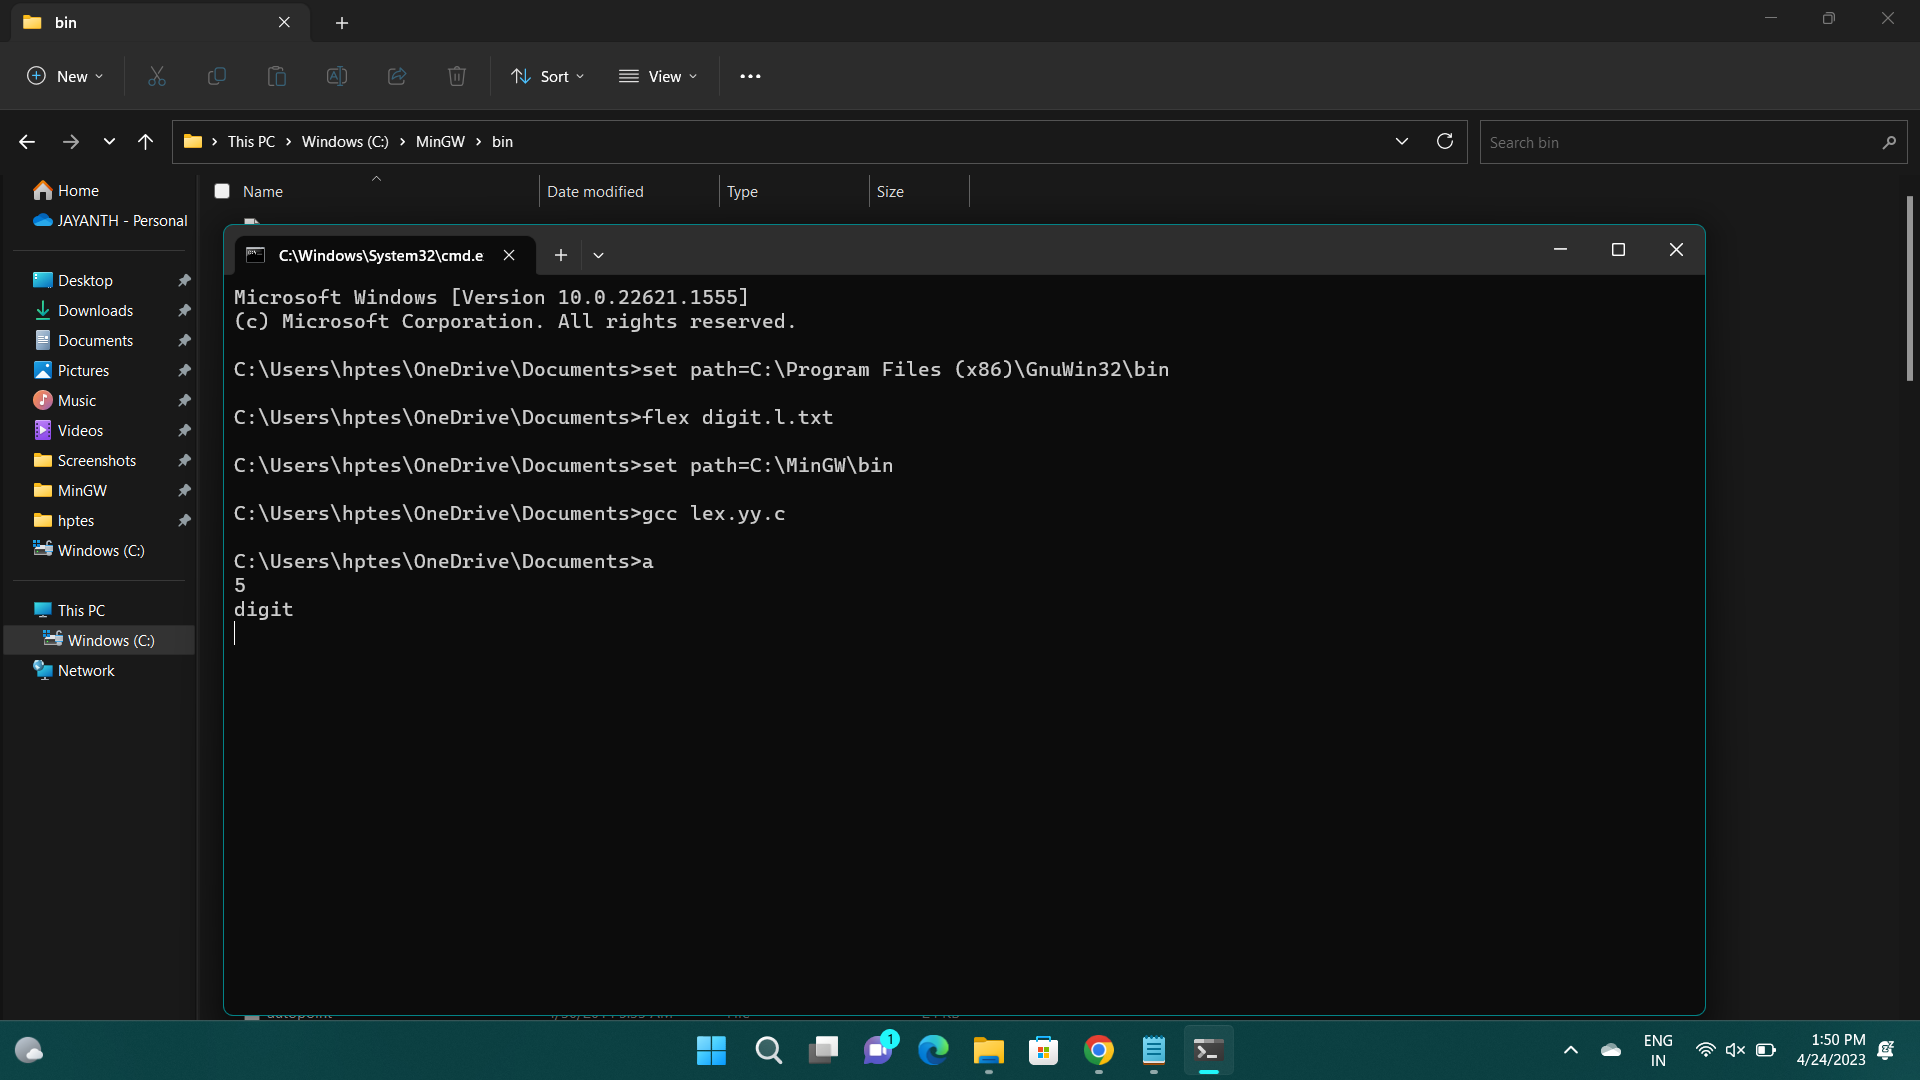 bin
New
Sort
View
This PC > Windows (C:) > MinGW > bin
Search bin
Name
Date modified
Type
Size
Home
JAYANTH - Personal
Desktop
Downloads
Documents
Pictures
Music
Videos
Screenshots
MinGW
hptes
Windows (C:)
This PC
Windows (C:)
Network
C:\Windows\System32\cmd.e
Microsoft Windows [Version 10.0.22621.1555]
(c) Microsoft Corporation. All rights reserved.
C:\Users\hptes\OneDrive\Documents>set path=C:\Program Files (x86)\GnuWin32\bin
C:\Users\hptes\OneDrive\Documents>flex digit.l.txt
C:\Users\hptes\OneDrive\Documents>set path=C:\MinGW\bin
C:\Users\hptes\OneDrive\Documents>gcc lex.yy.c
C:\Users\hptes\OneDrive\Documents>a
5
digit
1
ENG
IN
1:50 PM
4/24/2023